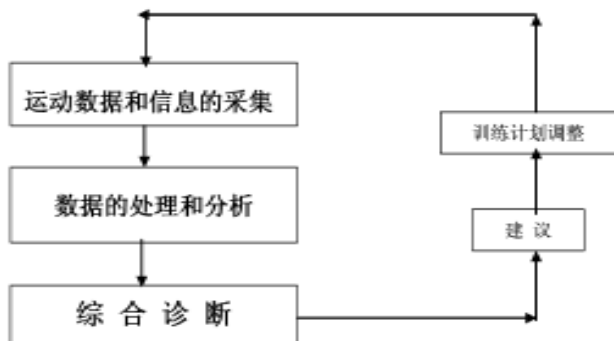 运动数据和信息的采集
训练计划调整
数据的处理和分析
建 议
综 合 诊 断